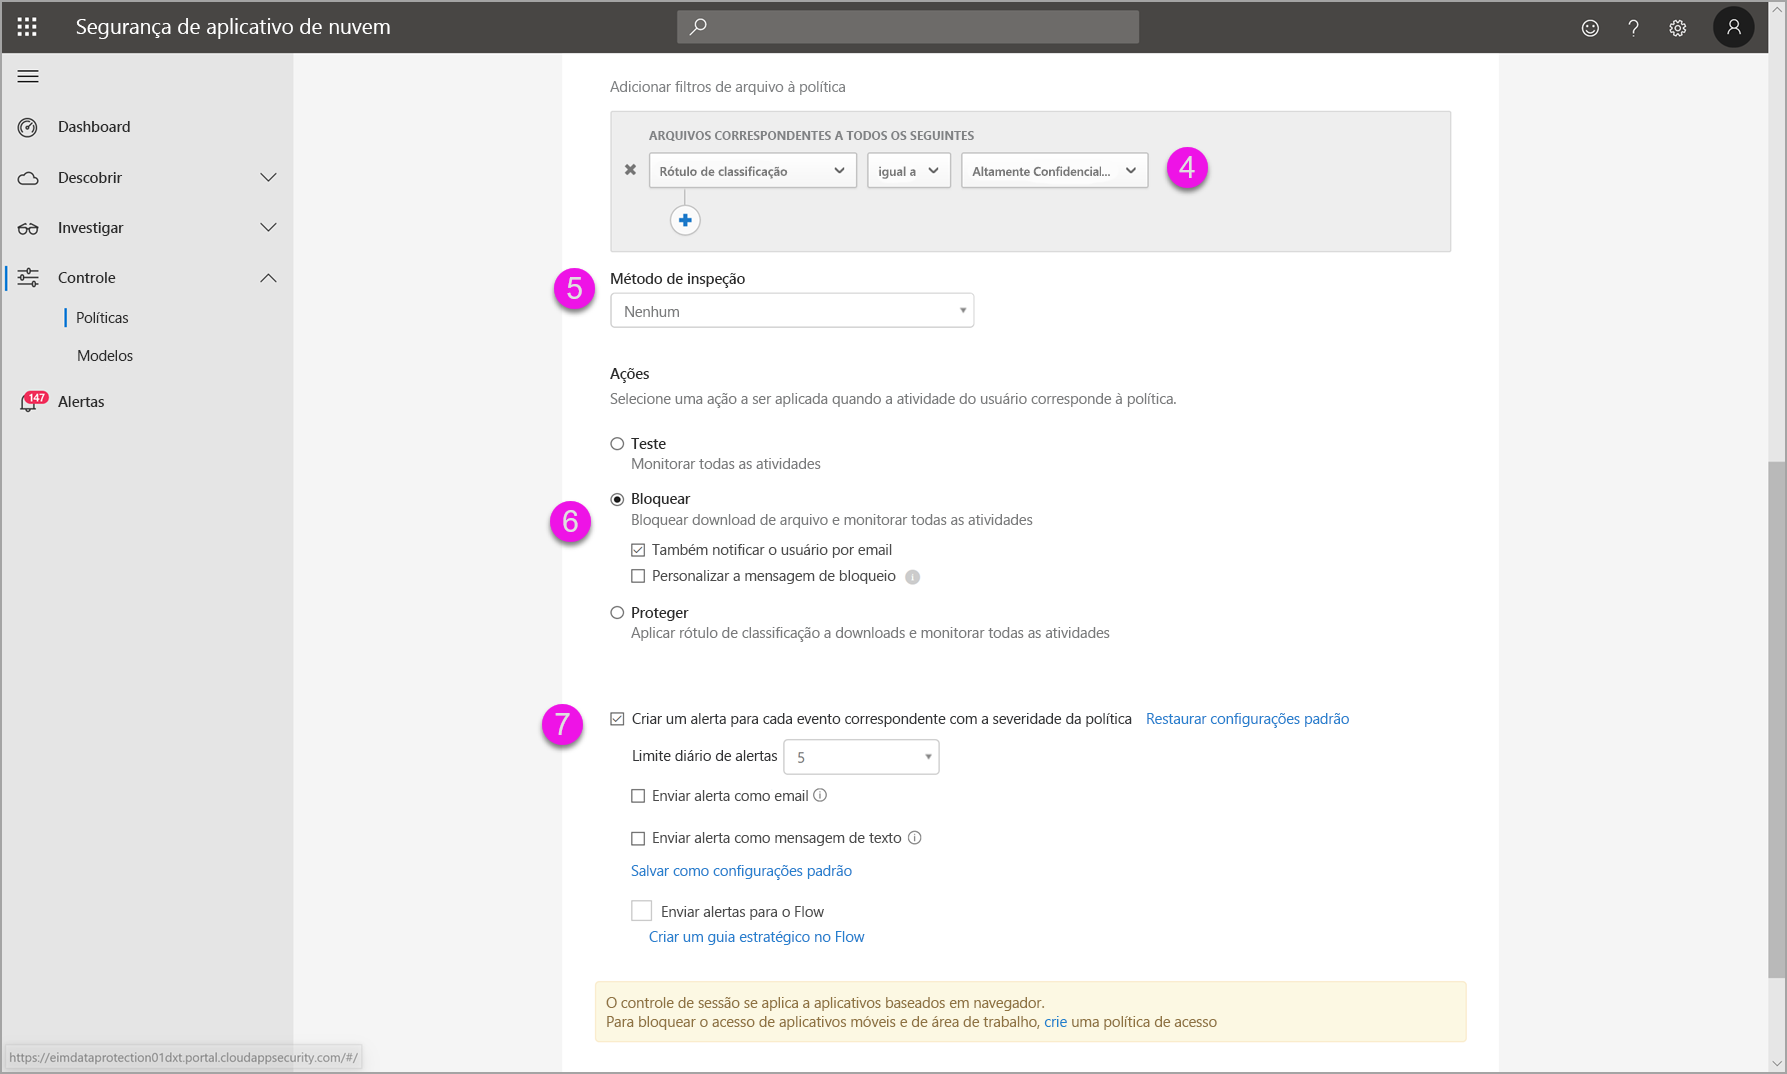 Segurança de aplicativo de nuvem
Dashboard
Descobrir
Investigar
Controle
Políticas
Modelos
147
Alertas
Adicionar filtros de arquivo à política
ARQUIVOS CORRESPONDENTES A TODOS OS SEGUINTES
Rótulo de classificação igual a Altamente Confidencial... 4
5 Método de inspeção
Nenhum
Ações
Selecione uma ação a ser aplicada quando a atividade do usuário corresponde à política.
Teste
Monitorar todas as atividades
Bloquear
6 Bloquear download de arquivo e monitorar todas as atividades
Também notificar o usuário por email
Personalizar a mensagem de bloqueio
Proteger
Aplicar rótulo de classificação a downloads e monitorar todas as atividades
7 Criar um alerta para cada evento correspondente com a severidade da política Restaurar configurações padrão
Limite diário de alertas 5
Enviar alerta como email
Enviar alerta como mensagem de texto
Salvar como configurações padrão
Enviar alertas para o Flow
Criar um guia estratégico no Flow
O controle de sessão se aplica a aplicativos baseados em navegador.
Para bloquear o acesso de aplicativos móveis e de área de trabalho, crie uma política de acesso
https://eimdataprotection01dxt.portal.cloudappsecurity.com/#/